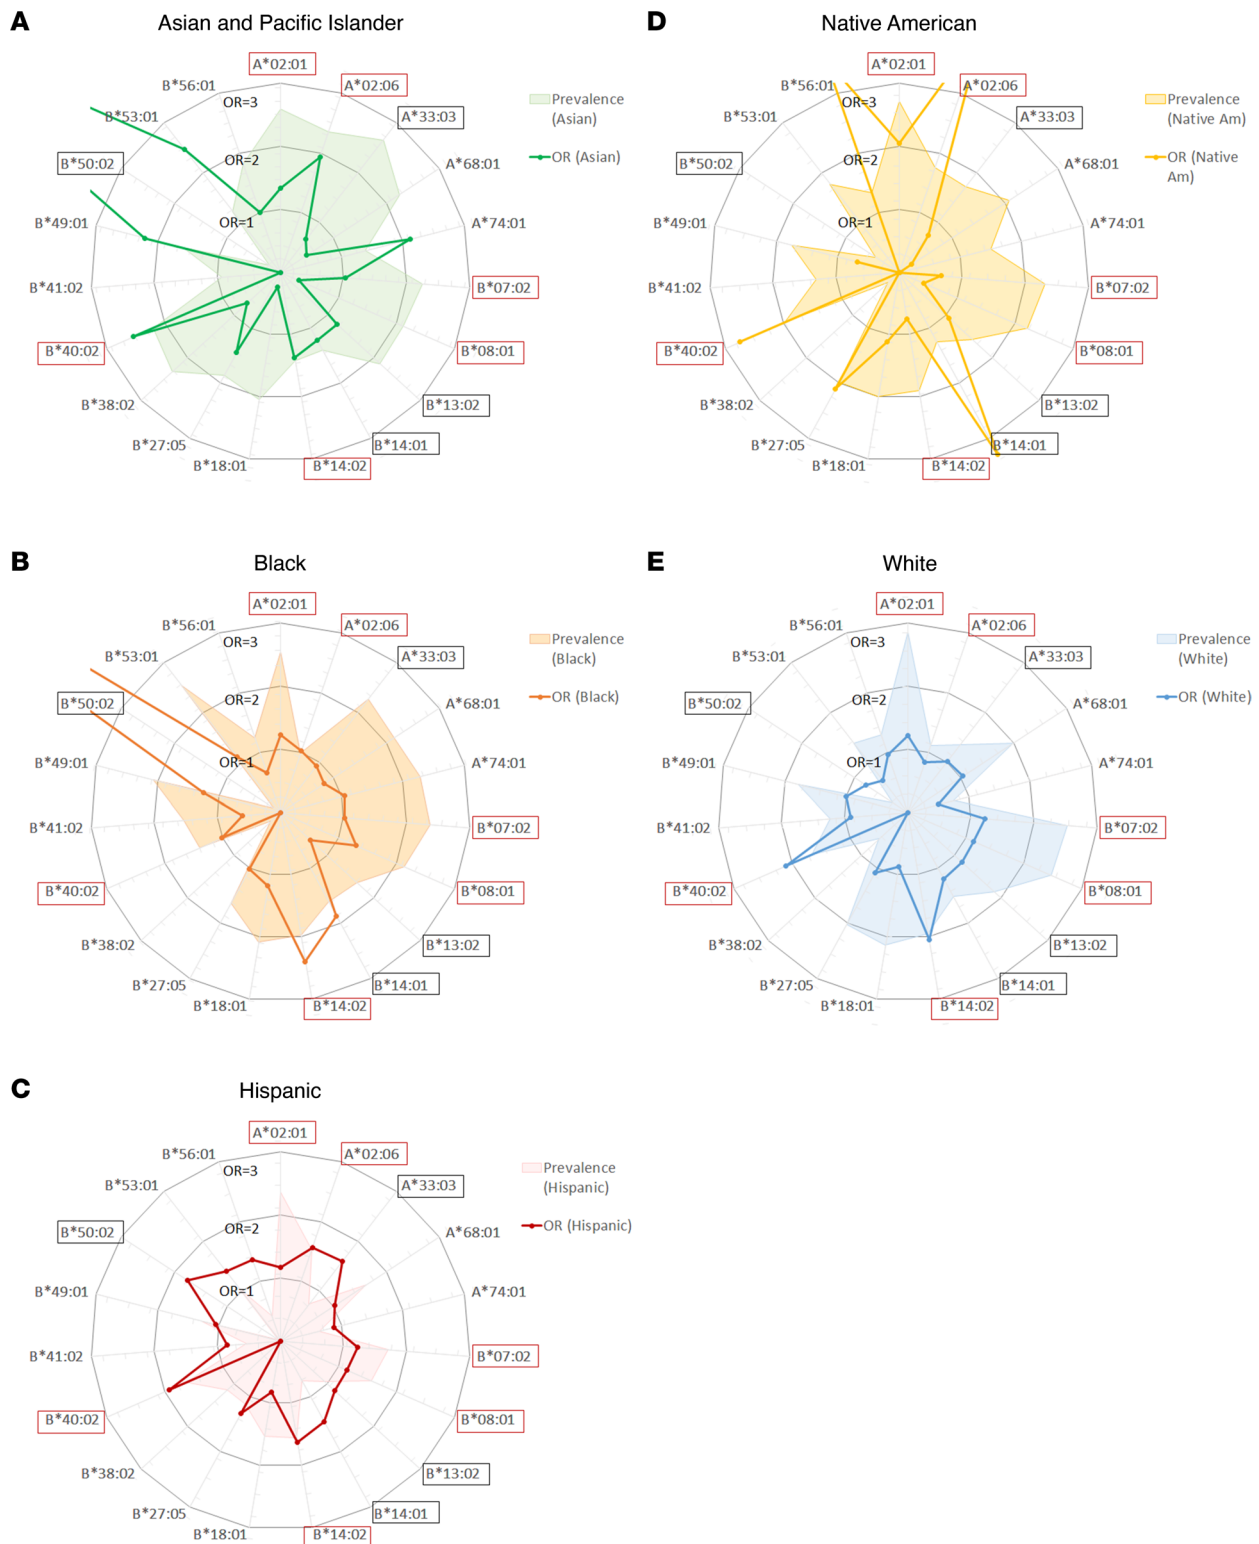 A
Asian and Pacific Islander
A*02:01
A*02:06
A*33:03
A*68:01
A*74:01
B*07:02
B*08:01
B*13:02
B*14:01
B*14:02
B*18:01
B*27:05
B*38:02
B*40:02
B*41:02
B*49:01
B*50:02
B*53:01
B*56:01
OR=3
OR=2
OR=1
Prevalence
(Asian)
OR (Asian)
D
Native American
A*02:01
A*02:06
A*33:03
A*68:01
A*74:01
B*07:02
B*08:01
B*13:02
B*14:01
B*14:02
B*18:01
B*27:05
B*38:02
B*40:02
B*41:02
B*49:01
B*50:02
B*53:01
B*56:01
OR=3
OR=2
OR=1
Prevalence
(Native Am)
OR (Native
Am)
B
Black
A*02:01
A*02:06
A*33:03
A*68:01
A*74:01
B*07:02
B*08:01
B*13:02
B*14:01
B*14:02
B*18:01
B*27:05
B*38:02
B*40:02
B*41:02
B*49:01
B*50:02
B*53:01
B*56:01
OR=3
OR=2
OR=1
Prevalence
(Black)
OR (Black)
E
White
A*02:01
A*02:06
A*33:03
A*68:01
A*74:01
B*07:02
B*08:01
B*13:02
B*14:01
B*14:02
B*18:01
B*27:05
B*38:02
B*40:02
B*41:02
B*49:01
B*50:02
B*53:01
B*56:01
OR=3
OR=2
OR=1
Prevalence
(White)
OR (White)
C
Hispanic
A*02:01
A*02:06
A*33:03
A*68:01
A*74:01
B*07:02
B*08:01
B*13:02
B*14:01
B*14:02
B*18:01
B*27:05
B*38:02
B*40:02
B*41:02
B*49:01
B*50:02
B*53:01
B*56:01
OR=3
OR=2
OR=1
Prevalence
(Hispanic)
OR (Hispanic)